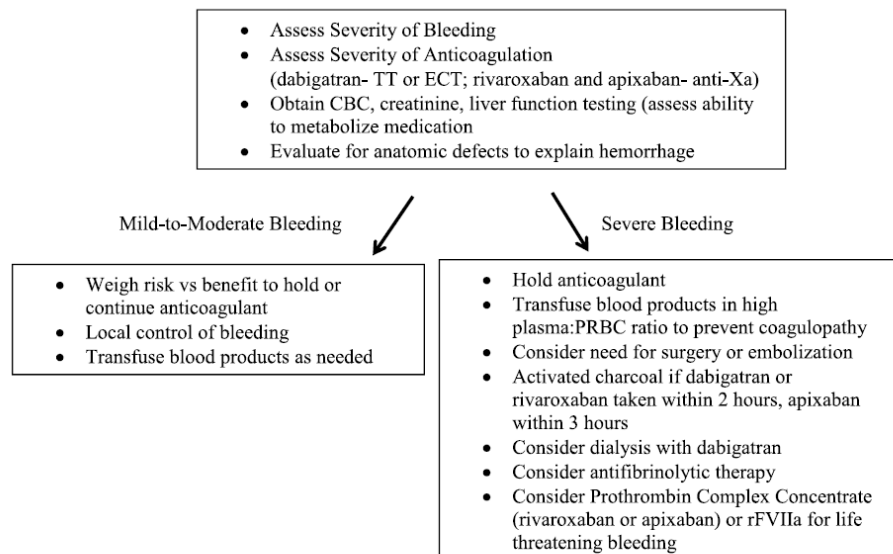 • Assess Severity of Bleeding
• Assess Severity of Anticoagulation
(dabigatran- TT or ECT; rivaroxaban and apixaban- anti-Xa)
• Obtain CBC, creatinine, liver function testing (assess ability
to metabolize medication
• Evaluate for anatomic defects to explain hemorrhage
Mild-to-Moderate Bleeding
• Weigh risk vs benefit to hold or
continue anticoagulant
• Local control of bleeding
• Transfuse blood products as needed
Severe Bleeding
• Hold anticoagulant
• Transfuse blood products in high
plasma:PRBC ratio to prevent coagulopathy
• Consider need for surgery or embolization
• Activated charcoal if dabigatran or
rivaroxaban taken within 2 hours, apixaban
within 3 hours
• Consider dialysis with dabigatran
• Consider antifibrinolytic therapy
• Consider Prothrombin Complex Concentrate
(rivaroxaban or apixaban) or rFVIIa for life
threatening bleeding